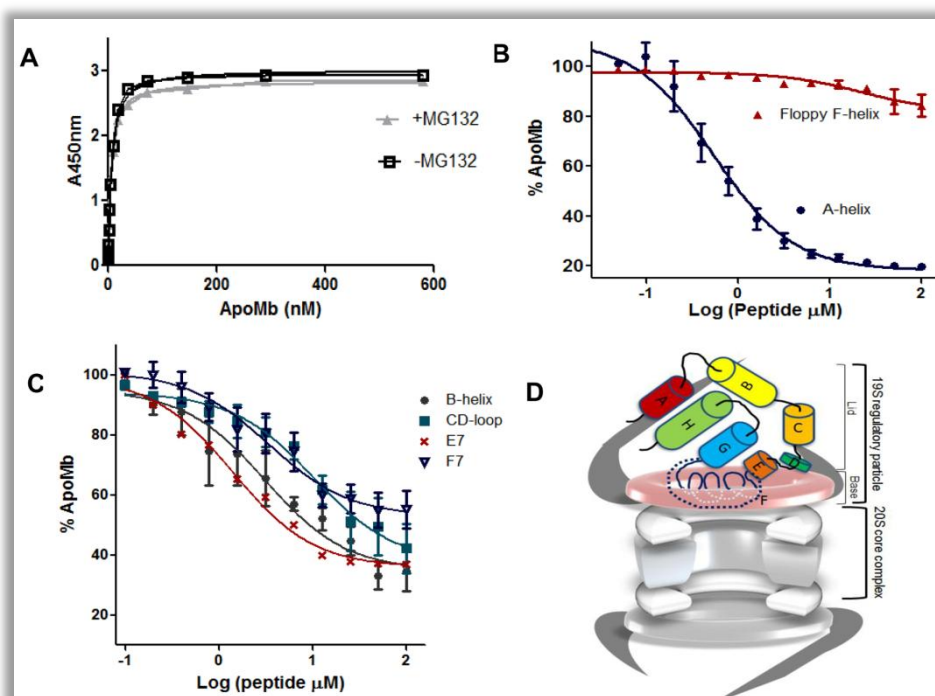 A
A450nm
3
2
1
0
0
200
400
600
ApoMb (nM)
+MG132
-MG132
B
% ApoMb
100
80
60
40
20
-1
0
1
2
Log (Peptide μM)
Floppy F-helix
A-helix
C
% ApoMb
100
80
60
40
20
-1
0
1
2
Log (peptide μM)
B-helix
CD-loop
E7
F7
D
A
B
H
C
G
E
D
F
Lid
Base
19S regulatory particle
20S core complex